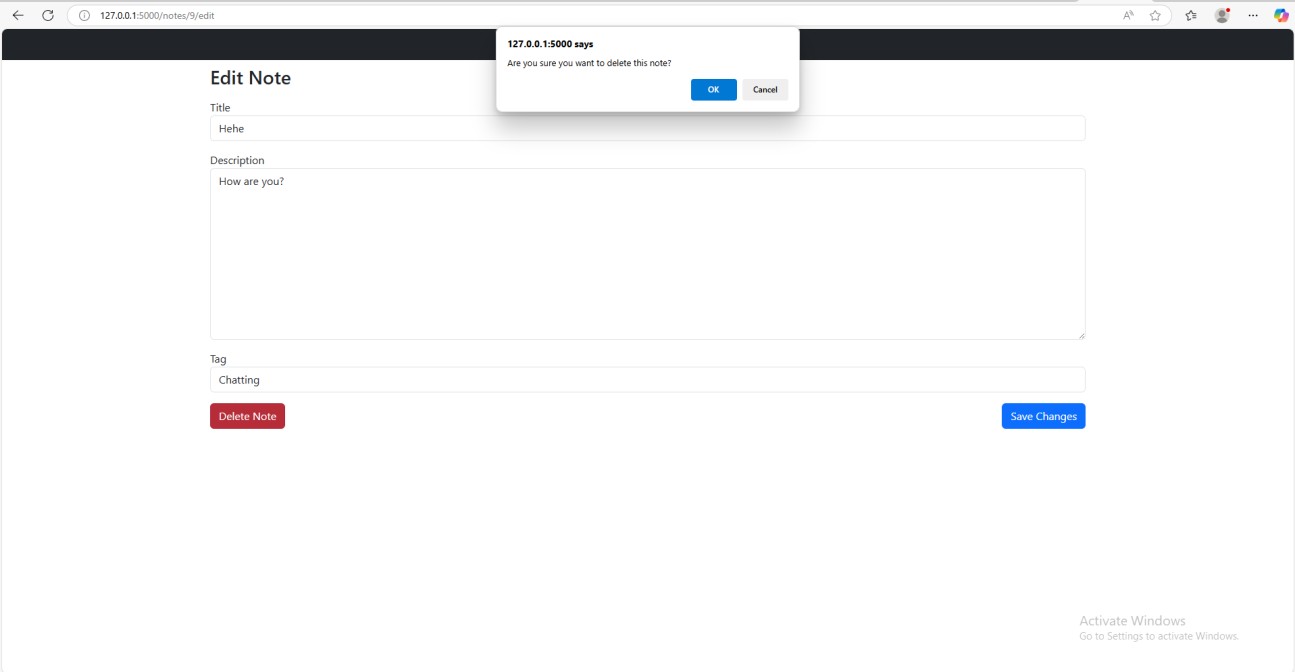 127.0.0.1:5000/notes/9/edit
127.0.0.1:5000 says
Are you sure you want to delete this note?
OK Cancel
Edit Note
Title
Hehe
Description
How are you?
Tag
Chatting
Delete Note Save Changes
Activate Windows
Go to Settings to activate Windows.